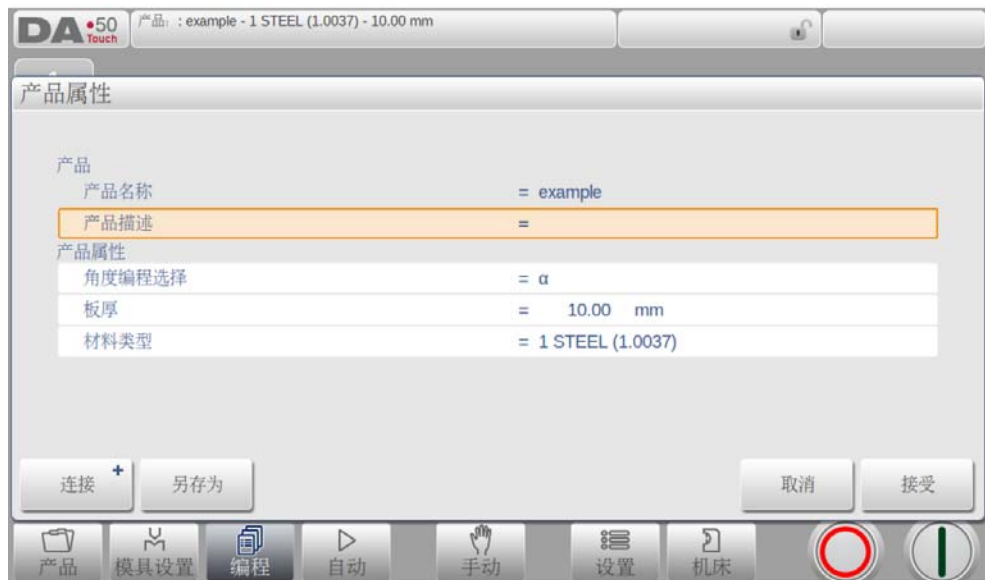 DA•50
Touch
产品: : example - 1 STEEL (1.0037) - 10.00 mm
产品属性
产品
产品名称 = example
产品描述 =
产品属性
角度编程选择 = α
板厚 = 10.00 mm
材料类型 = 1 STEEL (1.0037)
连接 +
另存为
取消
接受
产品
模具设置
编程
自动
手动
设置
机床